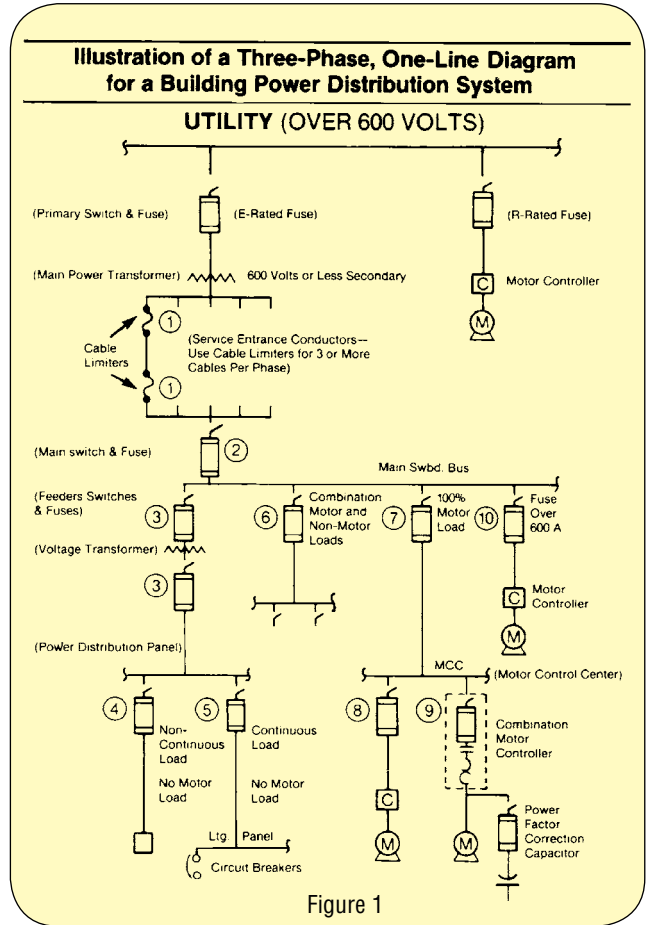 Illustration of a Three-Phase, One-Line Diagram
for a Building Power Distribution System
UTILITY (OVER 600 VOLTS)
(Primary Switch & Fuse)
(E-Rated Fuse)
(R-Rated Fuse)
(Main Power Transformer)
600 Volts or Less Secondary
C
Motor Controller
M
1
Cable
Limiters
(Service Entrance Conductors—
Use Cable Limiters for 3 or More
Cables Per Phase)
1
(Main switch & Fuse)
2
Main Swbd. Bus
(Feeders Switches
& Fuses)
3
6
Combination
Motor and
Non-Motor
Loads
7
100%
Motor
Load
10
Fuse
Over
600 A
(Voltage Transformer)
3
C
Motor
Controller
M
(Power Distribution Panel)
MCC
(Motor Control Center)
4
Non-
Continuous
Load
No Motor
Load
5
Continuous
Load
No Motor
Load
8
9
Combination
Motor
Controller
C
M
M
Power
Factor
Correction
Capacitor
Ltg. Panel
Circuit Breakers
Figure 1